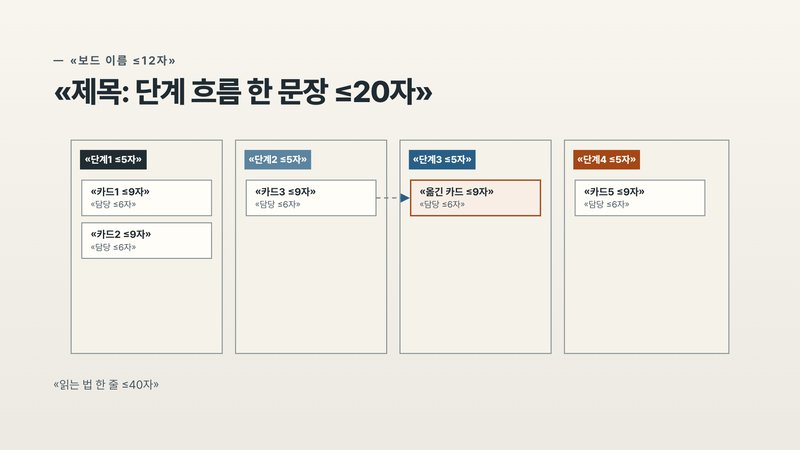 — «보드 이름 ≤12자»
«제목: 단계 흐름 한 문장 ≤20자»
«단계1 ≤5자»
«카드1 ≤9자»
«담당 ≤6자»
«카드2 ≤9자»
«담당 ≤6자»
«단계2 ≤5자»
«카드3 ≤9자»
«담당 ≤6자»
«단계3 ≤5자»
«옮긴 카드 ≤9자»
«담당 ≤6자»
«단계4 ≤5자»
«카드5 ≤9자»
«담당 ≤6자»
«읽는 법 한 줄 ≤40자»